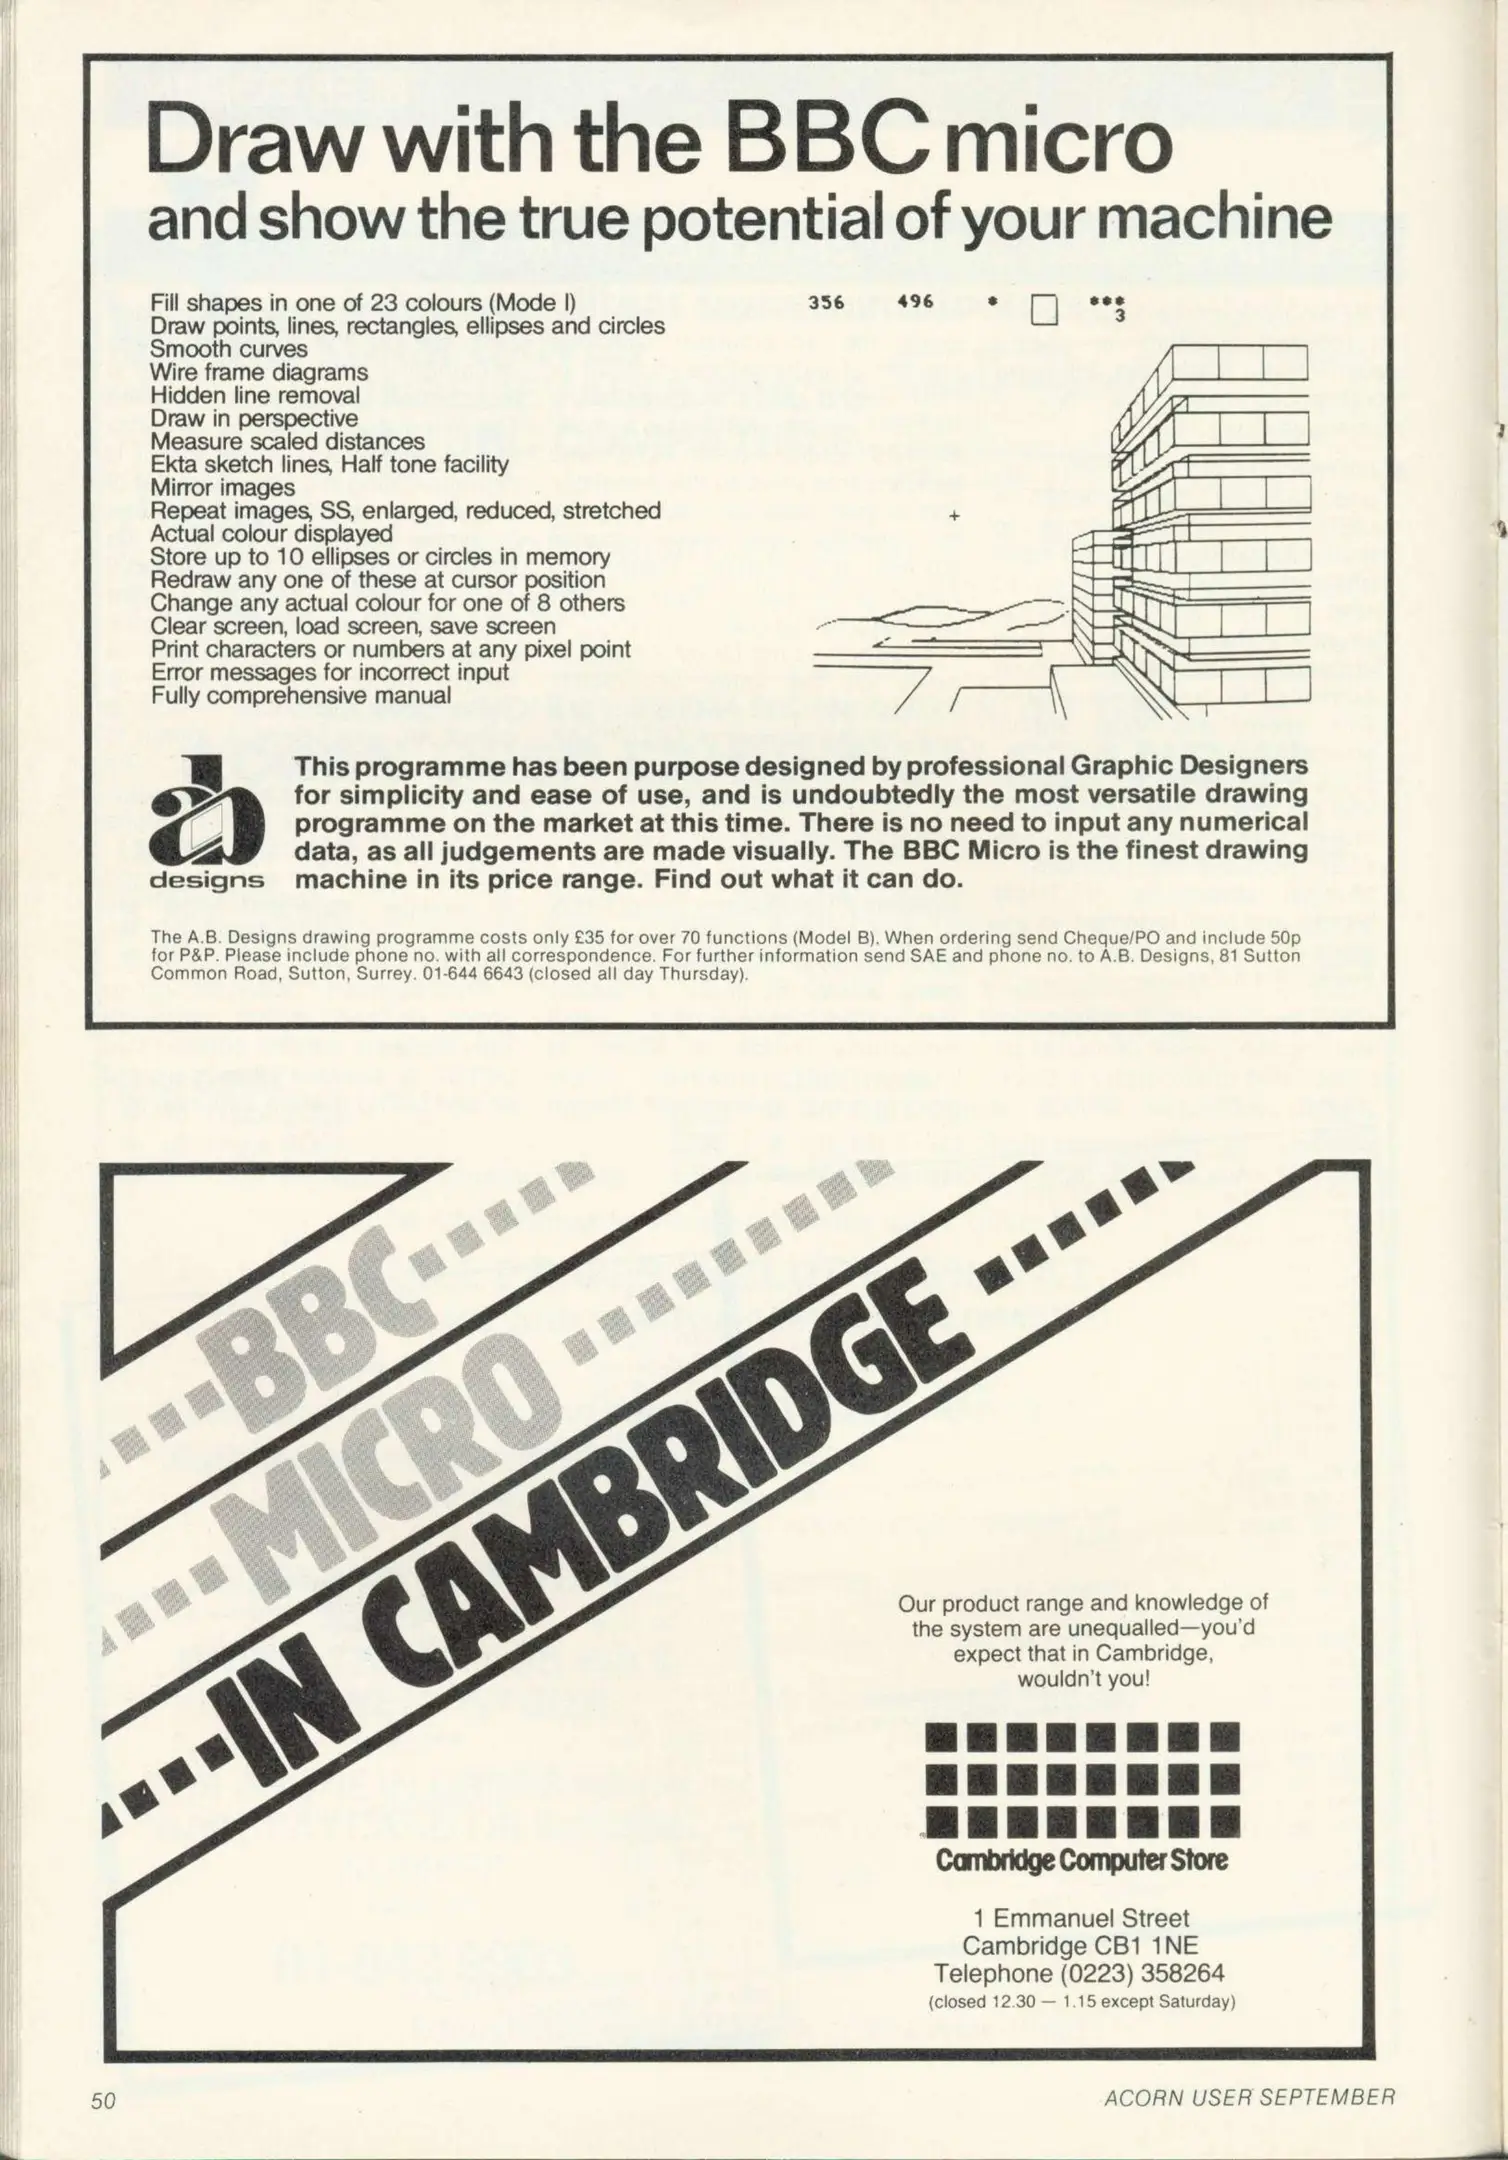 Draw with the BBC micro
and show the true potential of your machine
Fill shapes in one of 23 colours (Mode I)
Draw points, lines, rectangles, ellipses and circles
Smooth curves
Wire frame diagrams
Hidden line removal
Draw in perspective
Measure scaled distances
Ekta sketch lines, Half tone facility
Mirror images
Repeat images, SS, enlarged, reduced, stretched
Actual colour displayed
Store up to 10 ellipses or circles in memory
Redraw any one of these at cursor position
Change any actual colour for one of 8 others
Clear screen, load screen, save screen
Print characters or numbers at any pixel point
Error messages for incorrect input
Fully comprehensive manual
356 496 * ***
3
ab
designs
This programme has been purpose designed by professional Graphic Designers
for simplicity and ease of use, and is undoubtedly the most versatile drawing
programme on the market at this time. There is no need to input any numerical
data, as all judgements are made visually. The BBC Micro is the finest drawing
machine in its price range. Find out what it can do.
The A.B. Designs drawing programme costs only £35 for over 70 functions (Model B). When ordering send Cheque/PO and include 50p
for P&P. Please include phone no. with all correspondence. For further information send SAE and phone no. to A.B. Designs, 81 Sutton
Common Road, Sutton, Surrey. 01-644 6643 (closed all day Thursday).
BBC
MICRO
IN CAMBRIDGE
Our product range and knowledge of
the system are unequalled—you'd
expect that in Cambridge,
wouldn't you!
Cambridge Computer Store
1 Emmanuel Street
Cambridge CB1 1NE
Telephone (0223) 358264
(closed 12.30 — 1.15 except Saturday)
50
ACORN USER SEPTEMBER